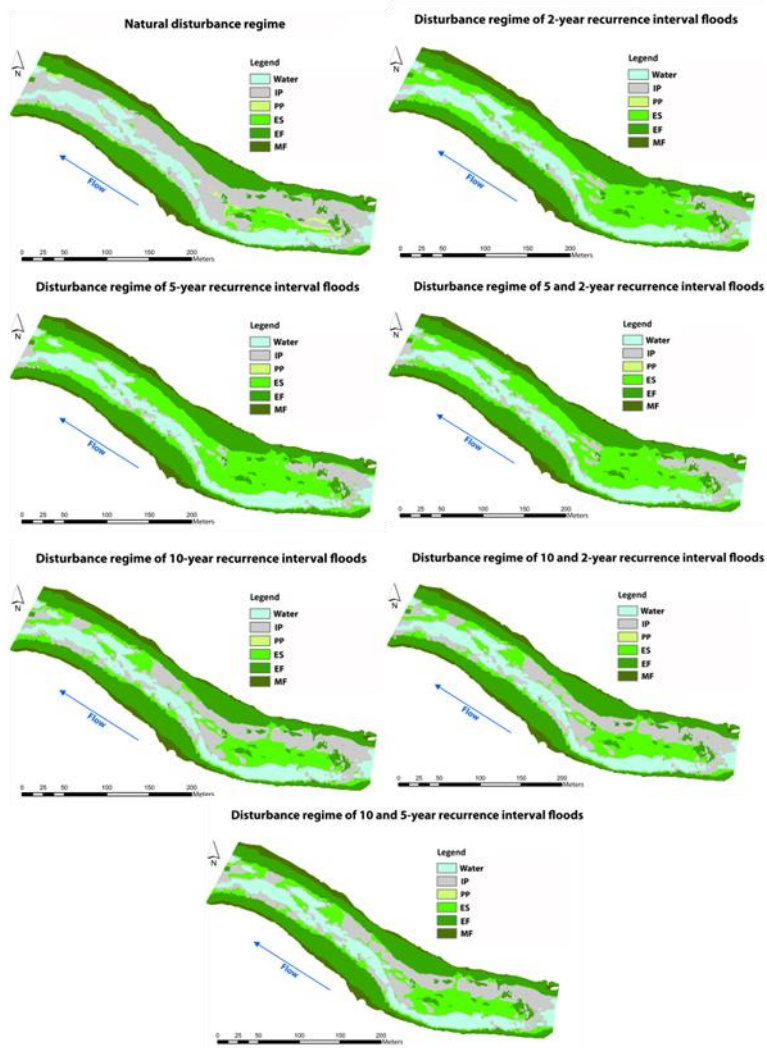 Natural disturbance regime
N
Legend
Water
IP
PP
ES
EF
MF
Flow
0 25 50 100 150 200
Meters
Disturbance regime of 2-year recurrence interval floods
N
Legend
Water
IP
PP
ES
EF
MF
Flow
0 25 50 100 150 200
Meters
Disturbance regime of 5-year recurrence interval floods
N
Legend
Water
IP
PP
ES
EF
MF
Flow
0 25 50 100 150 200
Meters
Disturbance regime of 5 and 2-year recurrence interval floods
N
Legend
Water
IP
PP
ES
EF
MF
Flow
0 25 50 100 150 200
Meters
Disturbance regime of 10-year recurrence interval floods
N
Legend
Water
IP
PP
ES
EF
MF
Flow
0 25 50 100 150 200
Meters
Disturbance regime of 10 and 2-year recurrence interval floods
N
Legend
Water
IP
PP
ES
EF
MF
Flow
0 25 50 100 150 200
Meters
Disturbance regime of 10 and 5-year recurrence interval floods
N
Legend
Water
IP
PP
ES
EF
MF
Flow
0 25 50 100 150 200
Meters